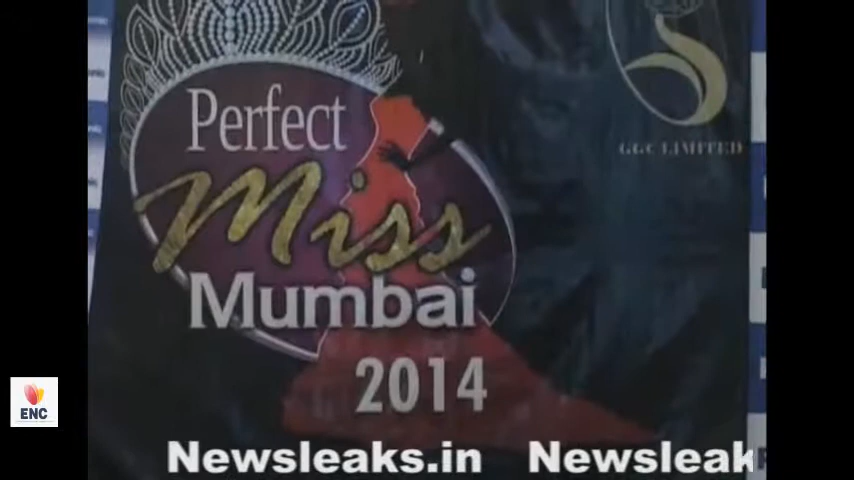 Perfect
Miss
Mumbai
2014
GGC LIMITED
ENC
Newsleaks.in Newsleak